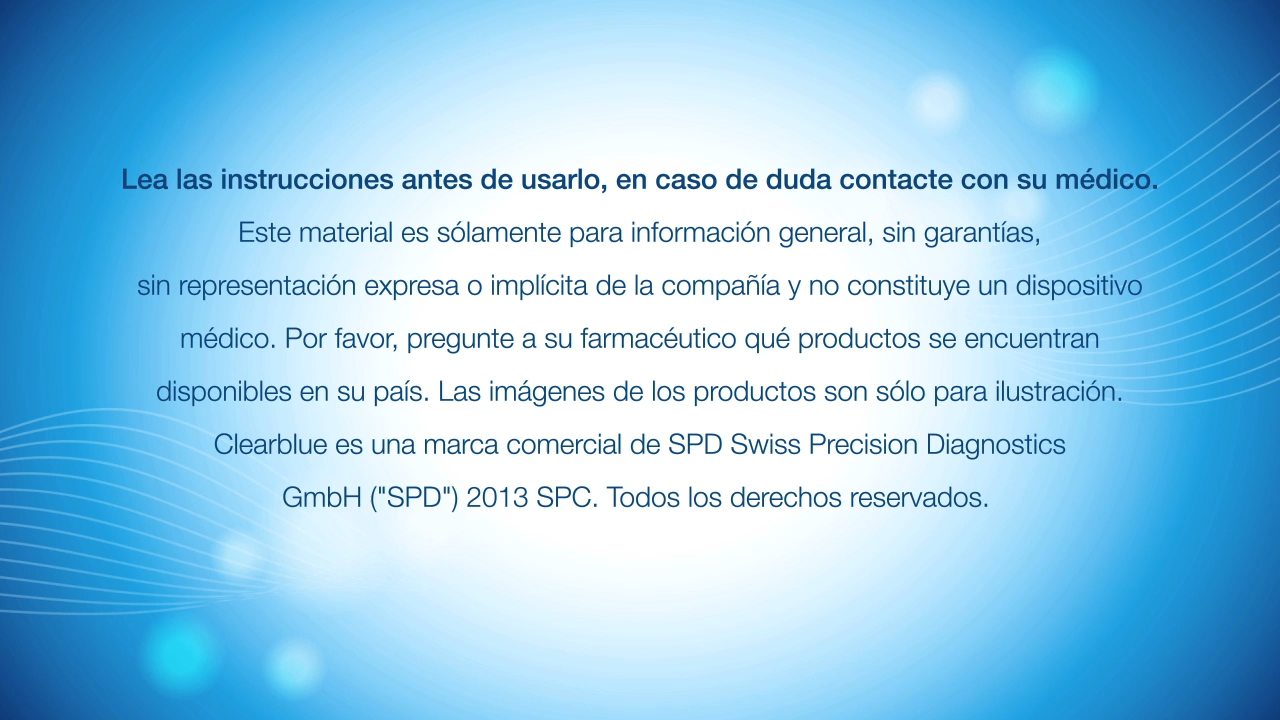 Lea las instrucciones antes de usarlo, en caso de duda contacte con su médico.
Este material es sólamente para información general, sin garantías,
sin representación expresa o implícita de la compañía y no constituye un dispositivo
médico. Por favor, pregunte a su farmacéutico qué productos se encuentran
disponibles en su país. Las imágenes de los productos son sólo para ilustración.
Clearblue es una marca comercial de SPD Swiss Precision Diagnostics
GmbH ("SPD") 2013 SPC. Todos los derechos reservados.